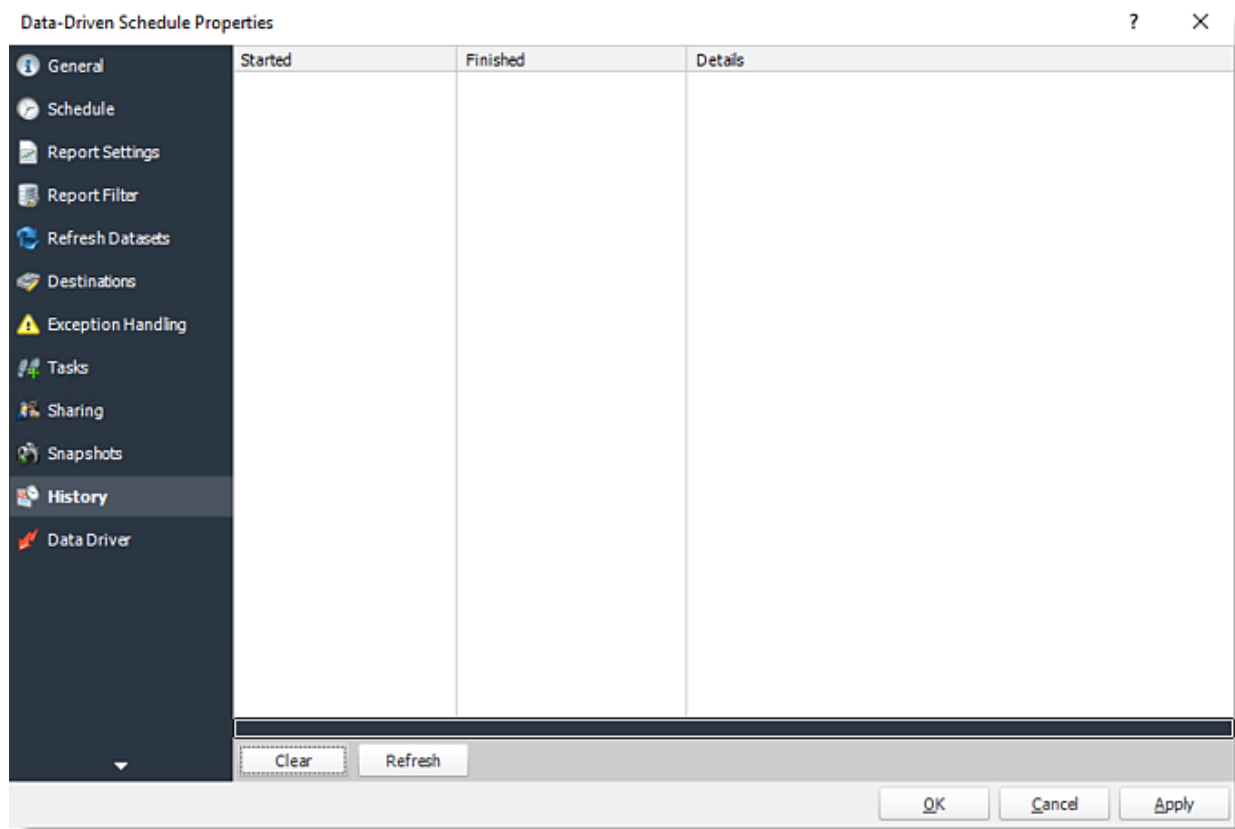 Data-Driven Schedule Properties ? X
General
Schedule
Report Settings
Report Filter
Refresh Datasets
Destinations
Exception Handling
Tasks
Sharing
Snapshots
History
Data Driver
Started Finished Details
Clear Refresh
OK Cancel Apply